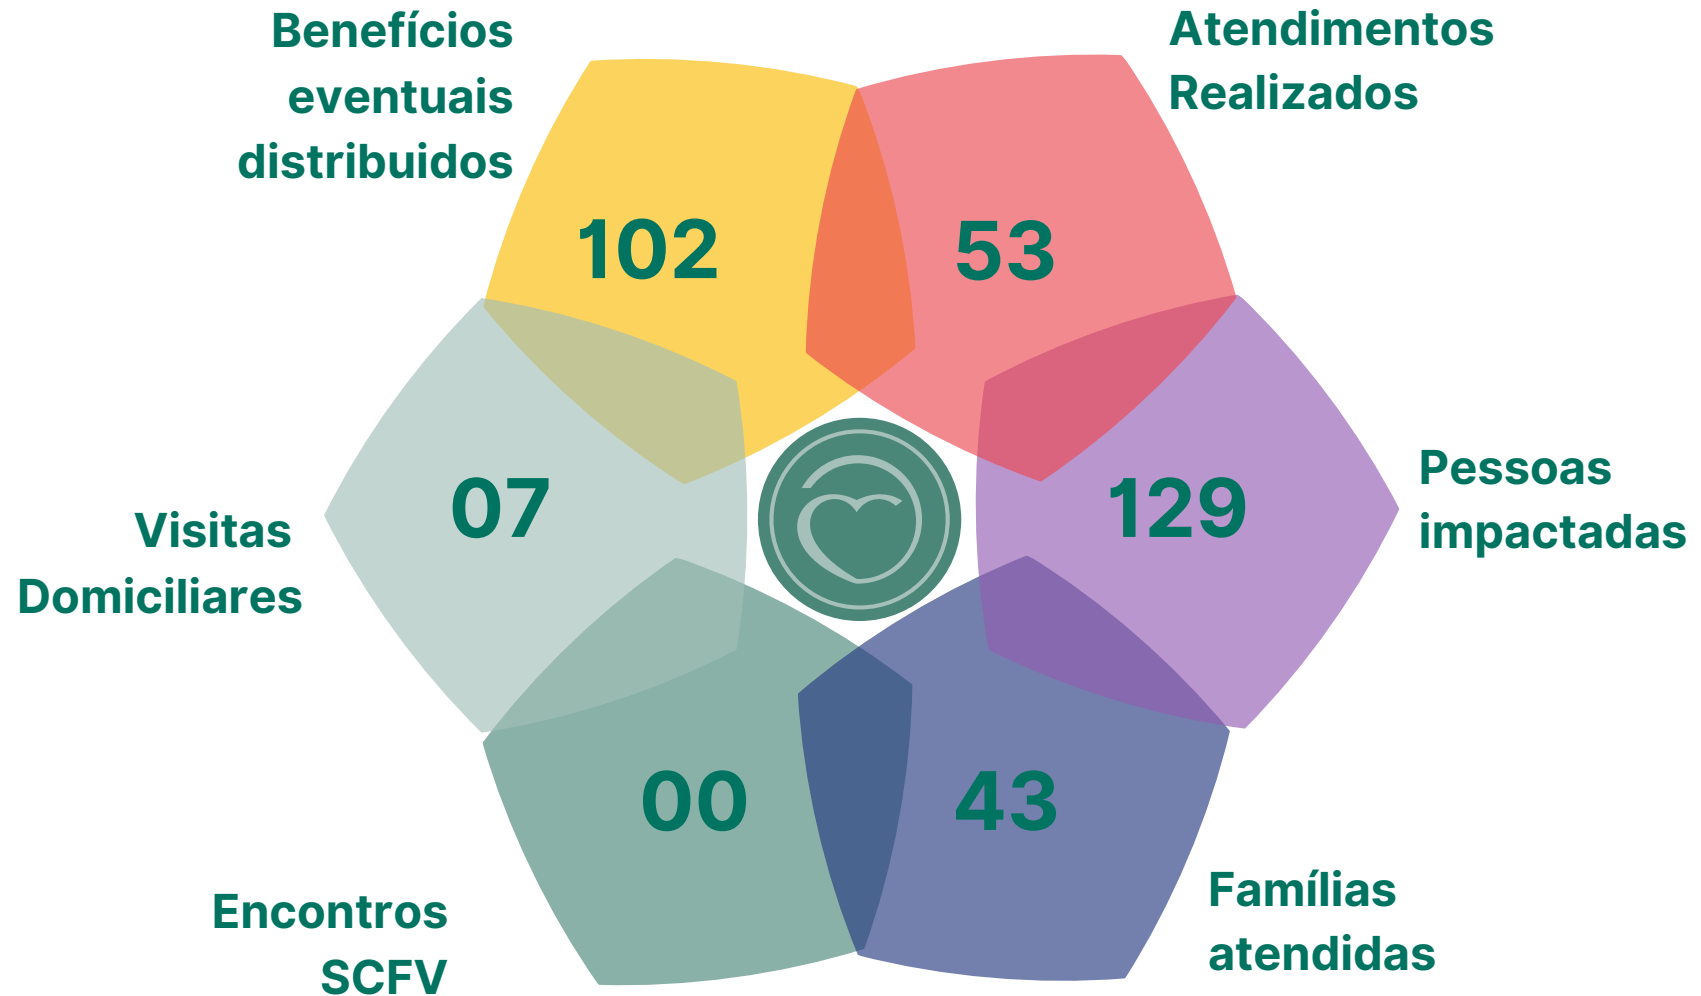 Benefícios
eventuais
distribuidos
102
Atendimentos
Realizados
53
Visitas
Domiciliares
07
129
Pessoas
impactadas
Encontros
SCFV
00
43
Famílias
atendidas